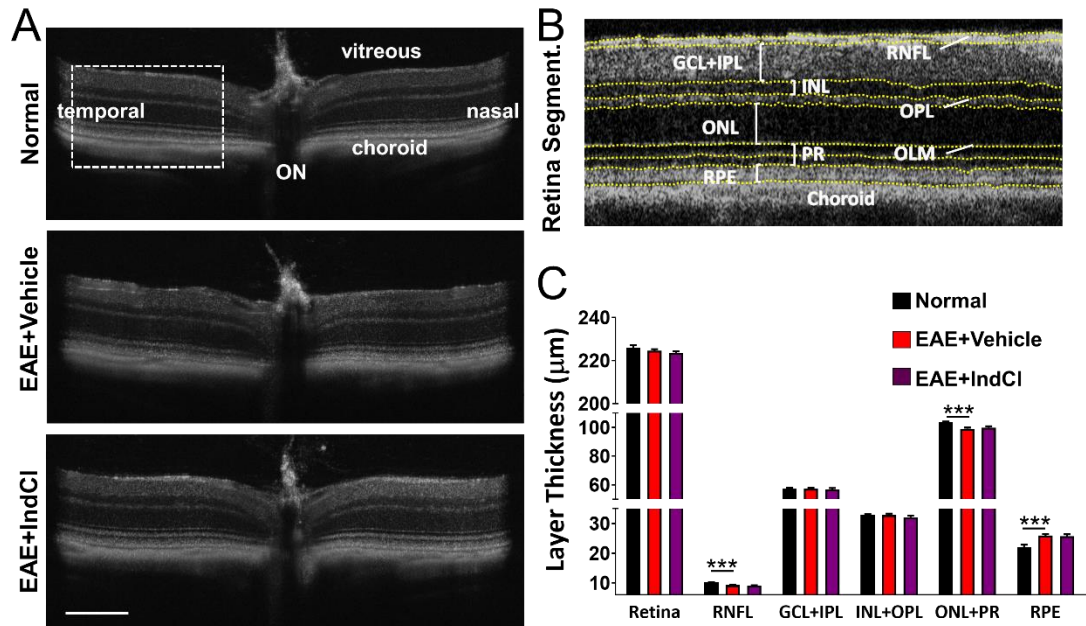 A
Normal
vitreous
temporal
nasal
choroid
ON
EAE+Vehicle
EAE+IndCl
B
Retina Segment.
RNFL
GCL+IPL
INL
OPL
ONL
OLM
PR
RPE
Choroid
C
Normal
EAE+Vehicle
EAE+IndCl
Layer Thickness (μm)
240
220
200
100
60
30
20
10
***
***
***
Retina RNFL GCL+IPL INL+OPL ONL+PR RPE